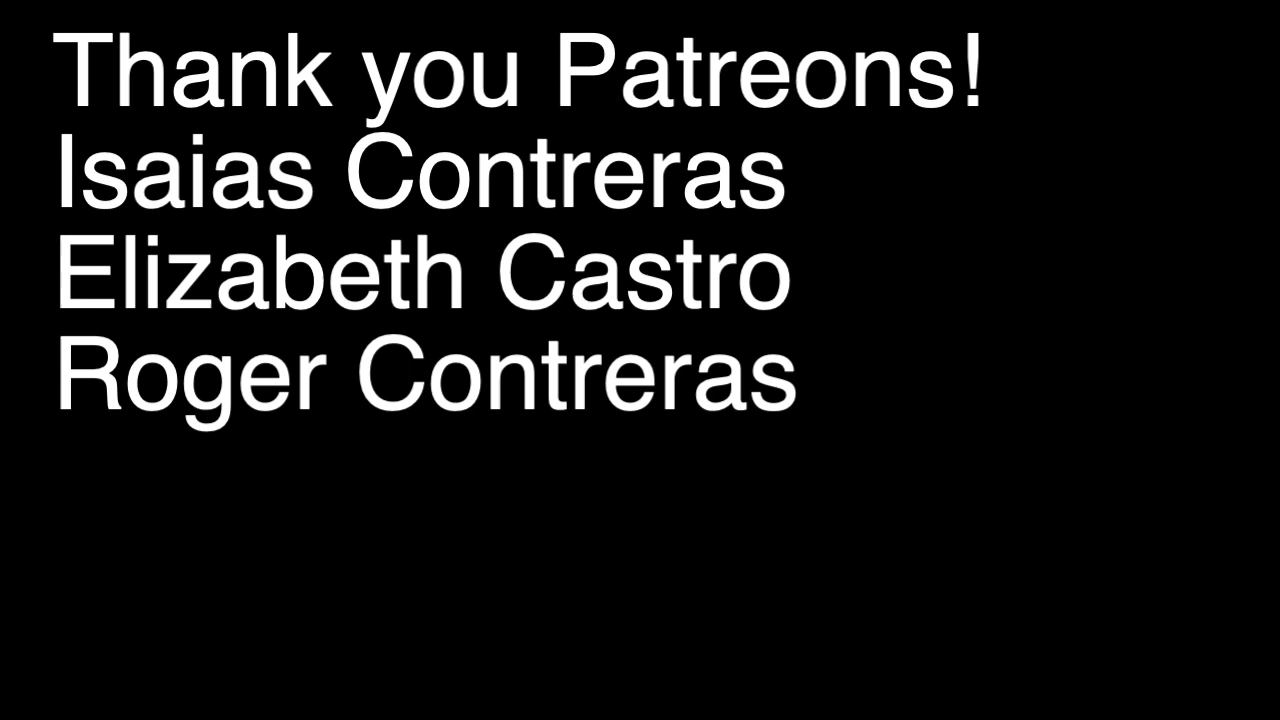 Thank you Patreons!
Isaias Contreras
Elizabeth Castro
Roger Contreras